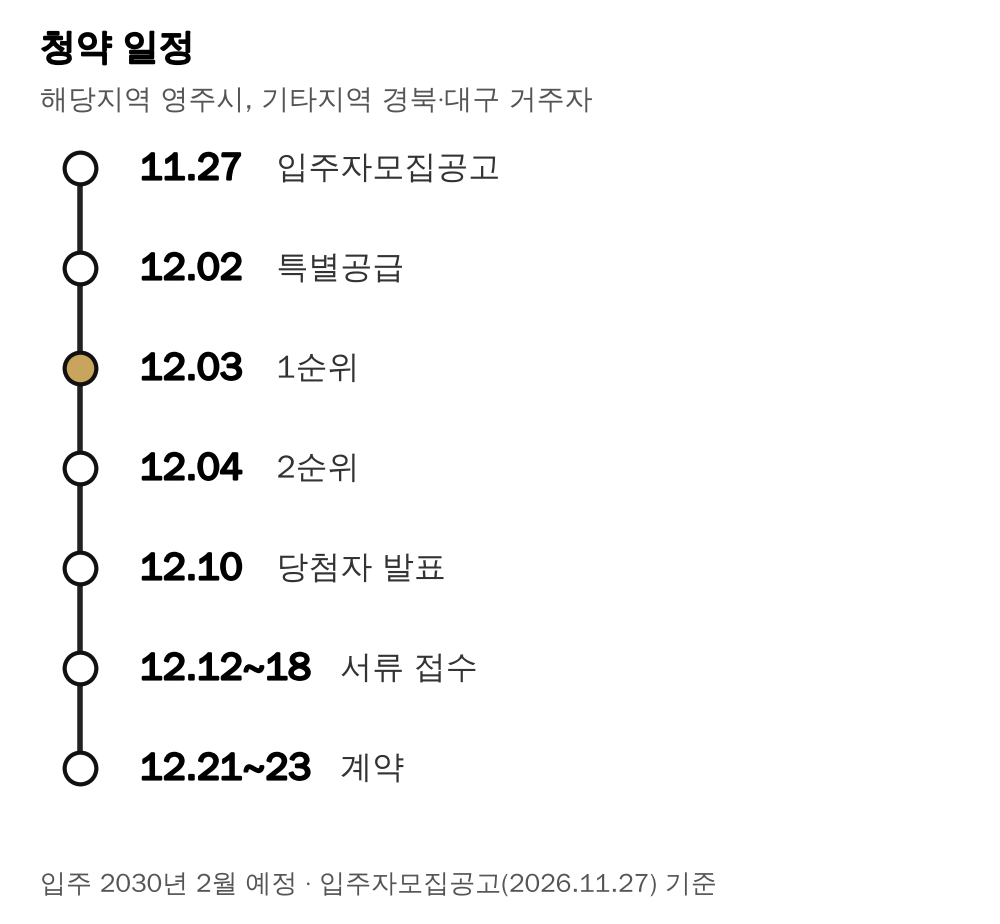 청약 일정
해당지역 영주시, 기타지역 경북·대구 거주자
11.27 입주자모집공고
12.02 특별공급
12.03 1순위
12.04 2순위
12.10 당첨자 발표
12.12~18 서류 접수
12.21~23 계약
입주 2030년 2월 예정 · 입주자모집공고(2026.11.27) 기준